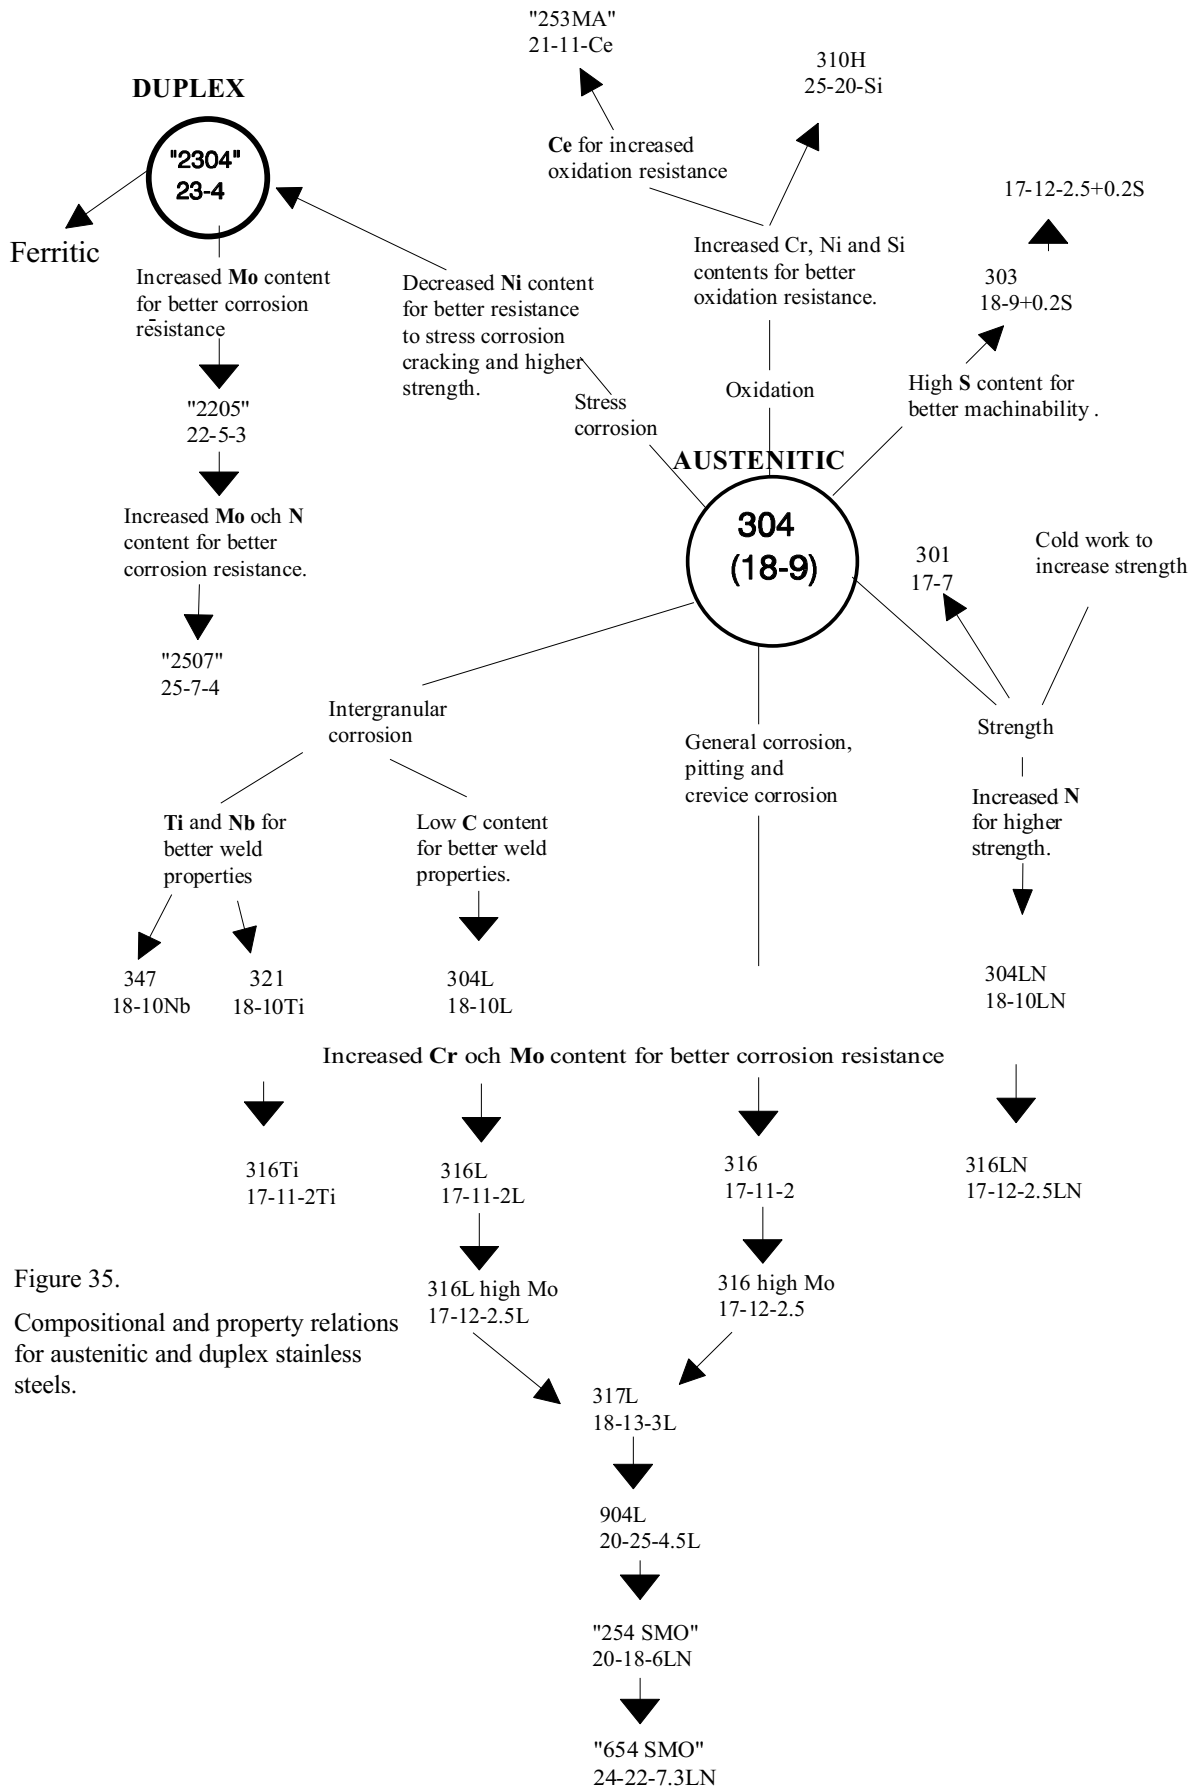 "253MA"
21-11-Ce
310H
25-20-Si
DUPLEX
"2304"
23-4
Ce for increased
oxidation resistance
17-12-2.5+0.2S
Ferritic
Increased Mo content
for better corrosion
resistance
Decreased Ni content
for better resistance
to stress corrosion
cracking and higher
strength.
Increased Cr, Ni and Si
contents for better
oxidation resistance.
303
18-9+0.2S
"2205"
22-5-3
Stress
corrosion
Oxidation
High S content for
better machinability .
AUSTENITIC
304
(18-9)
Increased Mo och N
content for better
corrosion resistance.
301
17-7
Cold work to
increase strength
"2507"
25-7-4
Intergranular
corrosion
General corrosion,
pitting and
crevice corrosion
Strength
Ti and Nb for
better weld
properties
Low C content
for better weld
properties.
Increased N
for higher
strength.
347
18-10Nb
321
18-10Ti
304L
18-10L
304LN
18-10LN
Increased Cr och Mo content for better corrosion resistance
316Ti
17-11-2Ti
316L
17-11-2L
316
17-11-2
316LN
17-12-2.5LN
316L high Mo
17-12-2.5L
316 high Mo
17-12-2.5
Figure 35.
Compositional and property relations
for austenitic and duplex stainless
steels.
317L
18-13-3L
904L
20-25-4.5L
"254 SMO"
20-18-6LN
"654 SMO"
24-22-7.3LN